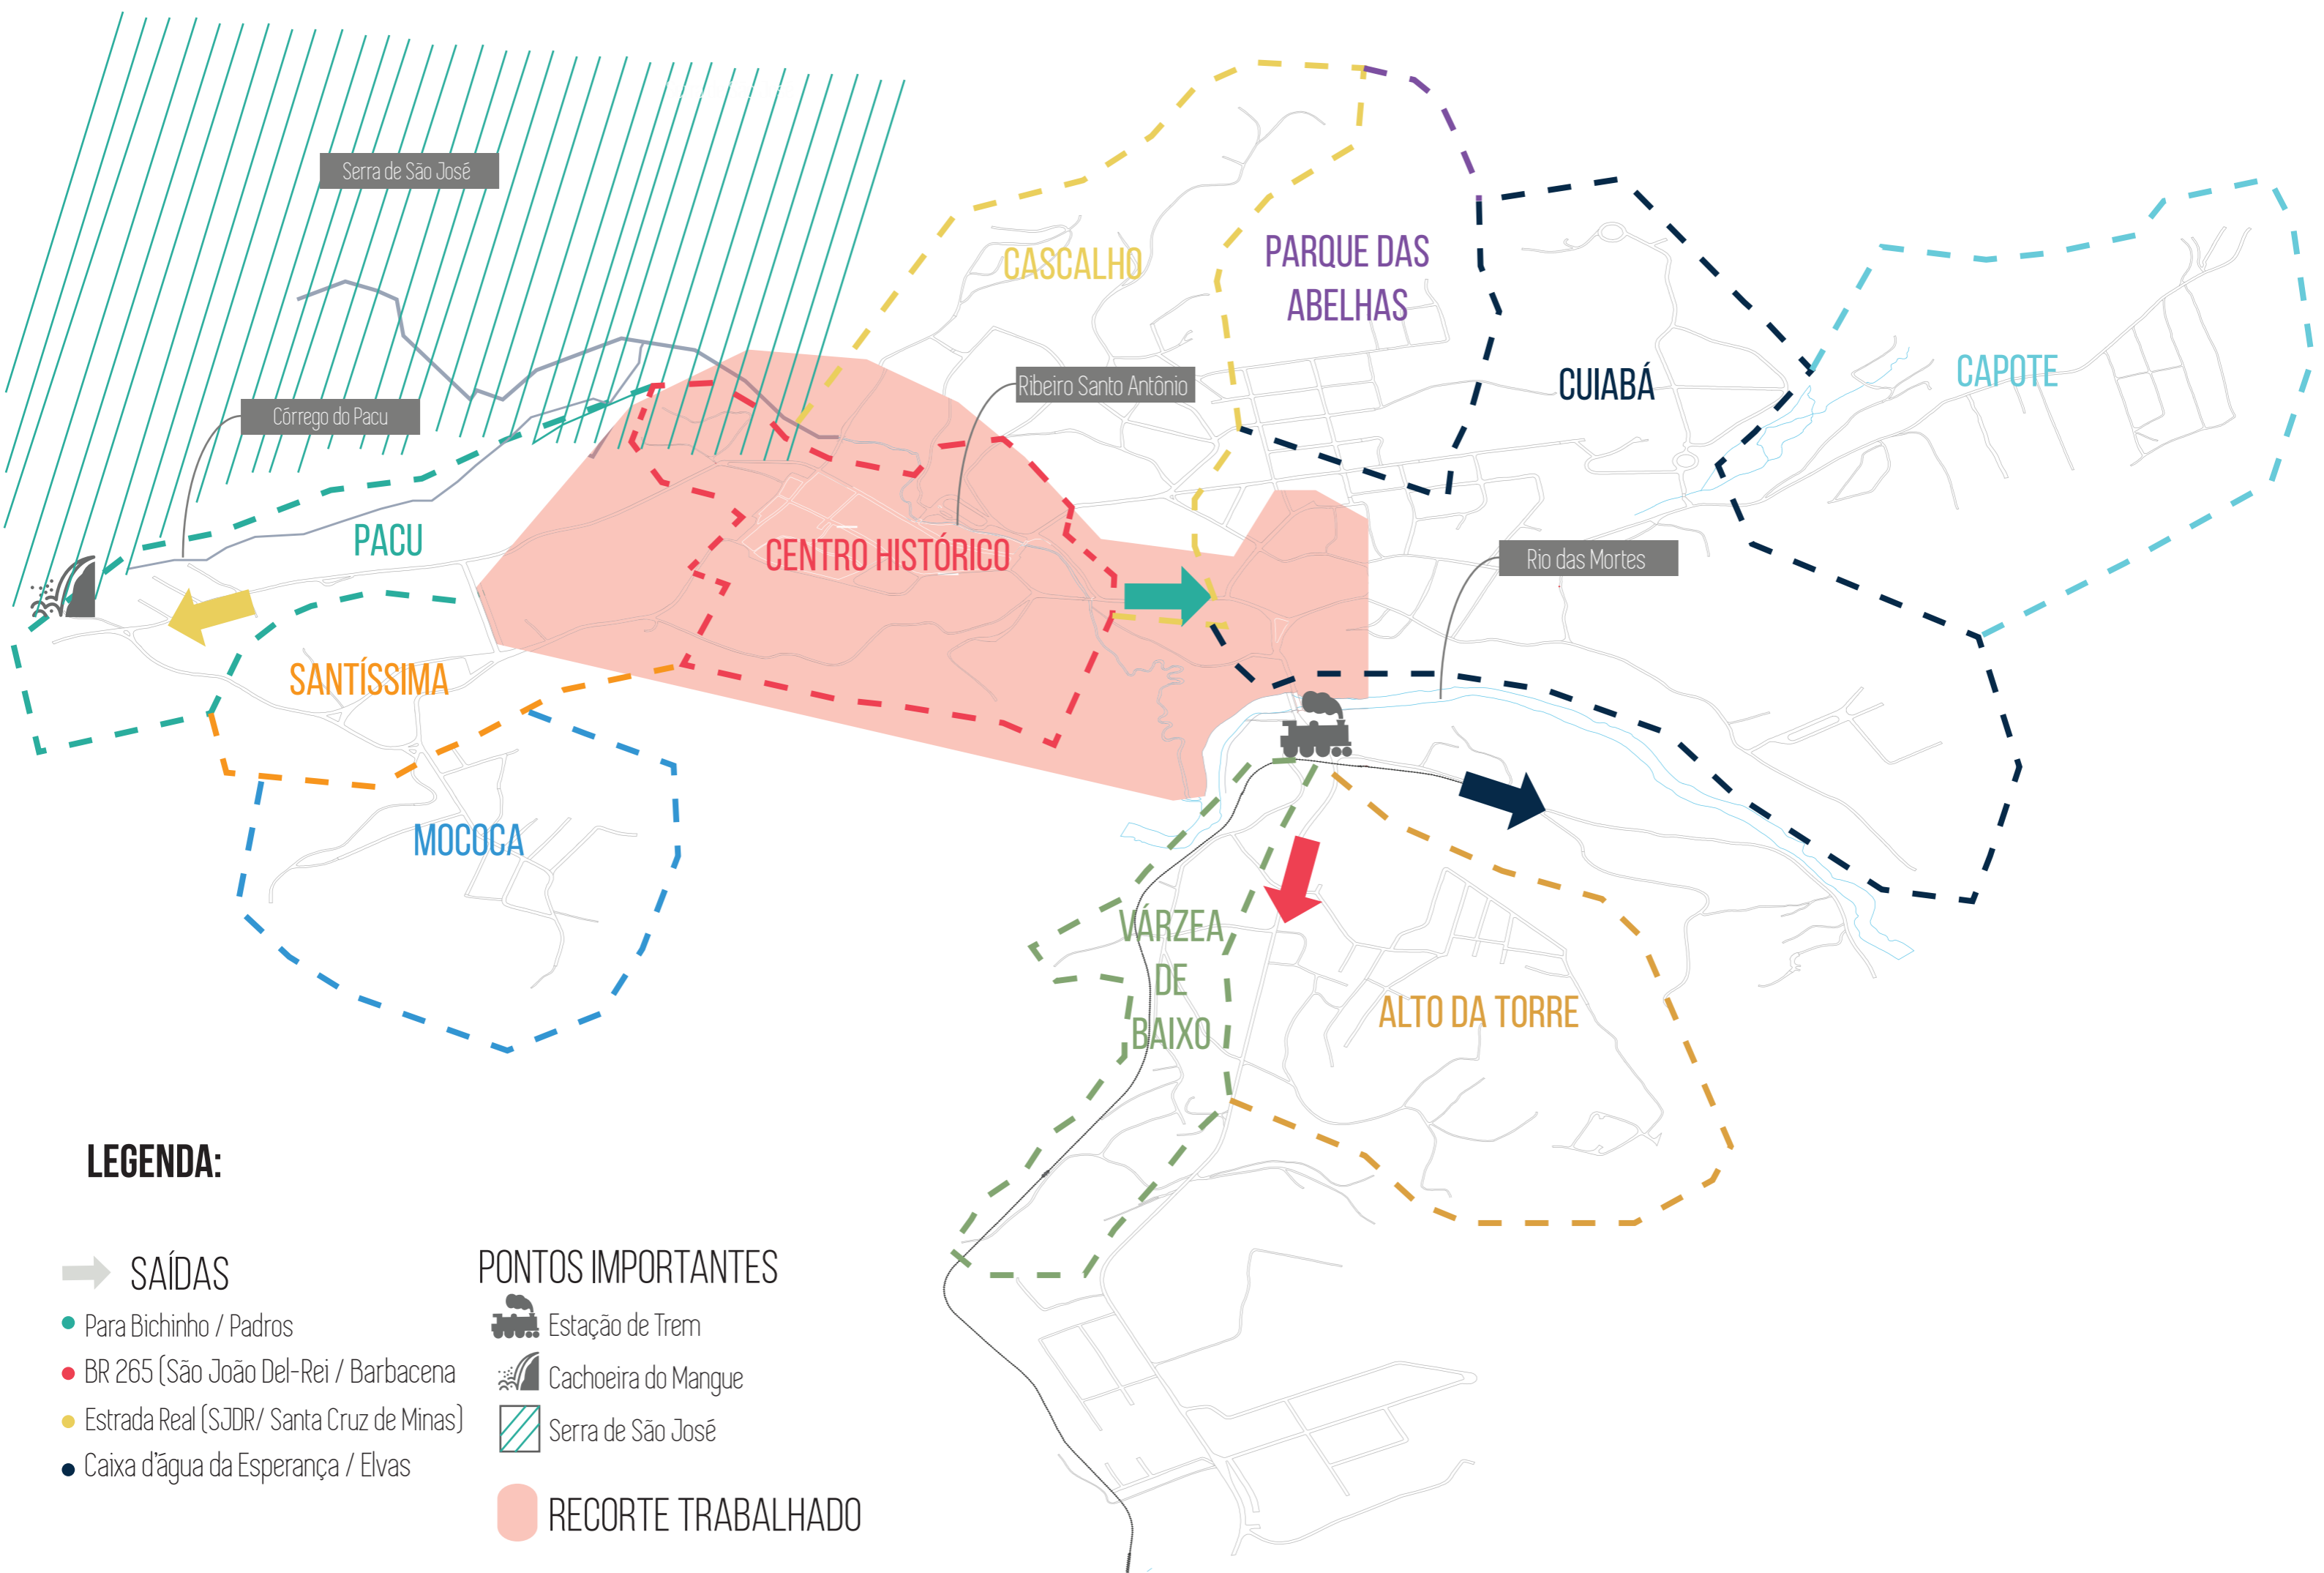 Serra de São José
CASCALHO
PARQUE DAS
ABELHAS
CUIABÁ
CAPOTE
Ribeiro Santo Antônio
Córrego do Pacu
PACU
CENTRO HISTÓRICO
Rio das Mortes
SANTÍSSIMA
MOCOCA
VÁRZEA
DE
BAIXO
ALTO DA TORRE
LEGENDA:
SAÍDAS
Para Bichinho / Padros
BR 265 (São João Del-Rei / Barbacena
Estrada Real (SJDR/ Santa Cruz de Minas)
Caixa d'água da Esperança / Elvas
PONTOS IMPORTANTES
Estação de Trem
Cachoeira do Mangue
Serra de São José
RECORTE TRABALHADO